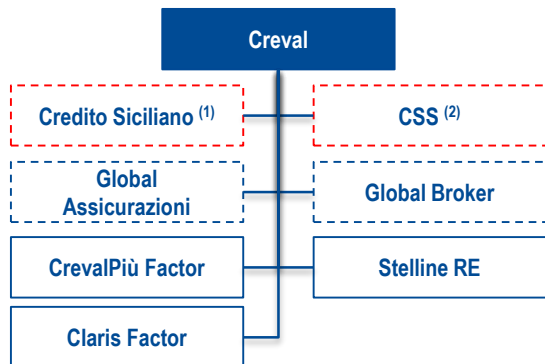 Creval
Credito Siciliano (1)
CSS (2)
Global
Assicurazioni
Global Broker
CrevalPiù Factor
Stelline RE
Claris Factor